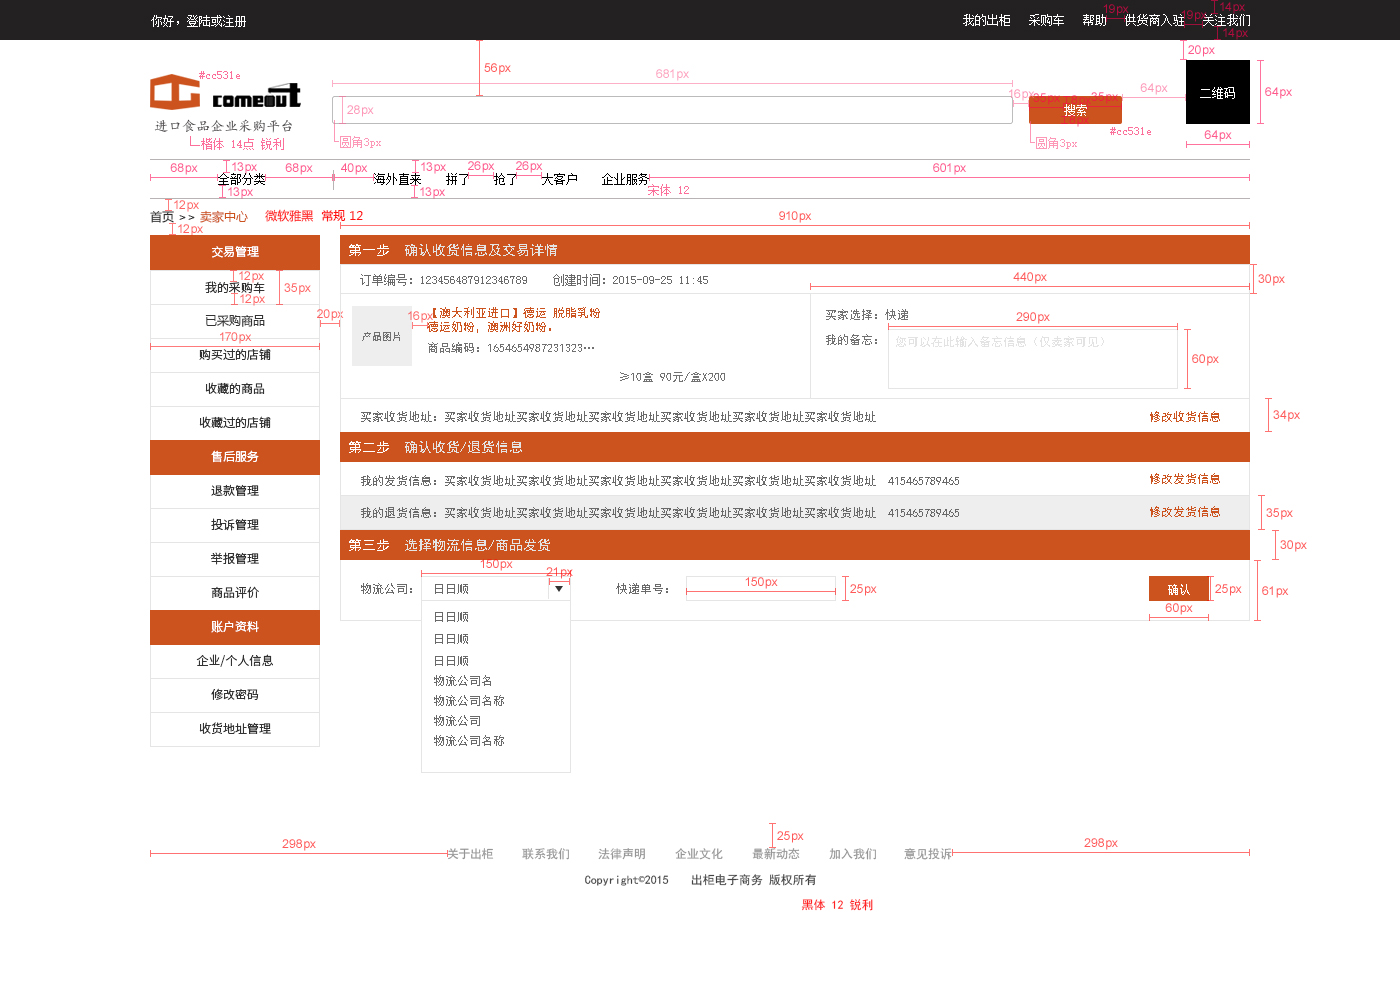 你好，登陆或注册
我的出柜 采购车 帮助 供货商入驻 关注我们
19px 19px 14px 14px
20px
56px
681px
#cc531e
comeout
28px
16px 35px 35px
64px
搜索
二维码
64px
64px
进口食品企业采购平台
楷体 14点 锐利
圆角3px
圆角3px
#cc531e
68px 13px 68px 40px 13px 26px 26px 601px
全部分类 海外直来 拼了 抢了 大客户 企业服务
13px 13px 宋体 12
12px
首页 >> 卖家中心 微软雅黑 常规 12
910px
12px
交易管理
12px
我的采购车
35px
12px
已采购商品
20px
170px
购买过的店铺
收藏的商品
收藏过的店铺
售后服务
退款管理
投诉管理
举报管理
商品评价
账户资料
企业/个人信息
修改密码
收货地址管理
第一步 确认收货信息及交易详情
订单编号：123456487912346789 创建时间：2015-09-25 11:45
440px
30px
产品图片
16px
【澳大利亚进口】德运 脱脂乳粉
德运奶粉，澳洲好奶粉。
商品编码：1654654987231323…
≥10盒 90元/盒X200
买家选择：快递
290px
我的备忘：
您可以在此输入备忘信息（仅卖家可见）
60px
买家收货地址：买家收货地址买家收货地址买家收货地址买家收货地址买家收货地址买家收货地址
修改收货信息
34px
第二步 确认收货/退货信息
我的发货信息：买家收货地址买家收货地址买家收货地址买家收货地址买家收货地址买家收货地址 415465789465
修改发货信息
我的退货信息：买家收货地址买家收货地址买家收货地址买家收货地址买家收货地址买家收货地址 415465789465
修改发货信息
35px
第三步 选择物流信息/商品发货
30px
150px
21px
物流公司：
日日顺
快递单号：
150px
25px
确认
25px
61px
60px
日日顺
日日顺
日日顺
物流公司名
物流公司名称
物流公司
物流公司名称
298px
25px
298px
关于出柜 联系我们 法律声明 企业文化 最新动态 加入我们 意见投诉
Copyright©2015 出柜电子商务 版权所有
黑体 12 锐利